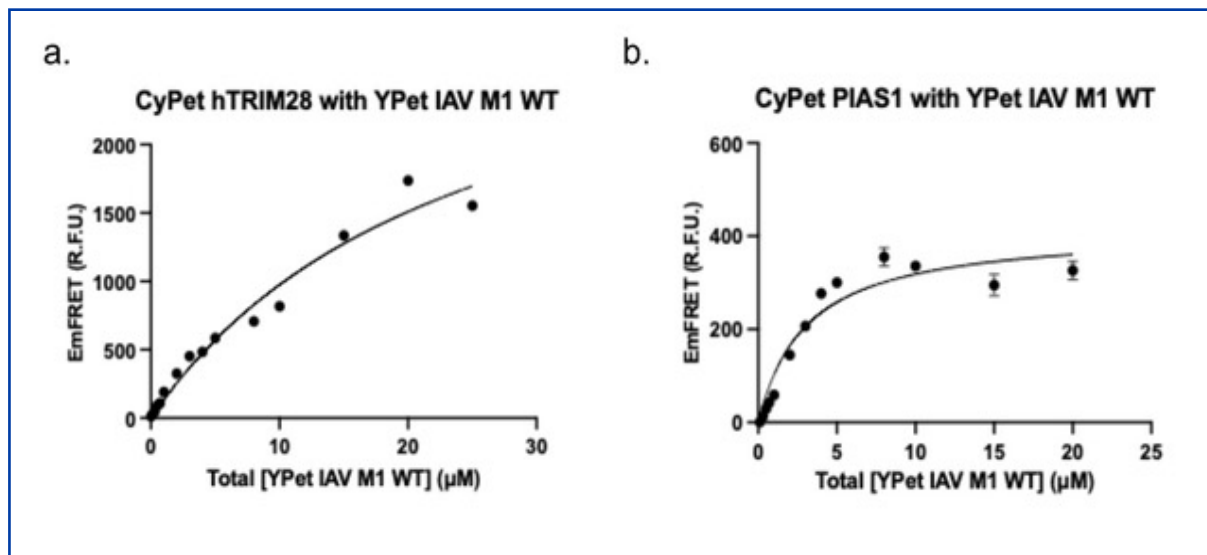 a.
CyPet hTRIM28 with YPet IAV M1 WT
2000
1500
1000
500
0
EmFRET (R.F.U.)
0 10 20 30
Total [YPet IAV M1 WT] (µM)
b.
CyPet PIAS1 with YPet IAV M1 WT
600
400
200
0
EmFRET (R.F.U.)
0 5 10 15 20 25
Total [YPet IAV M1 WT] (µM)